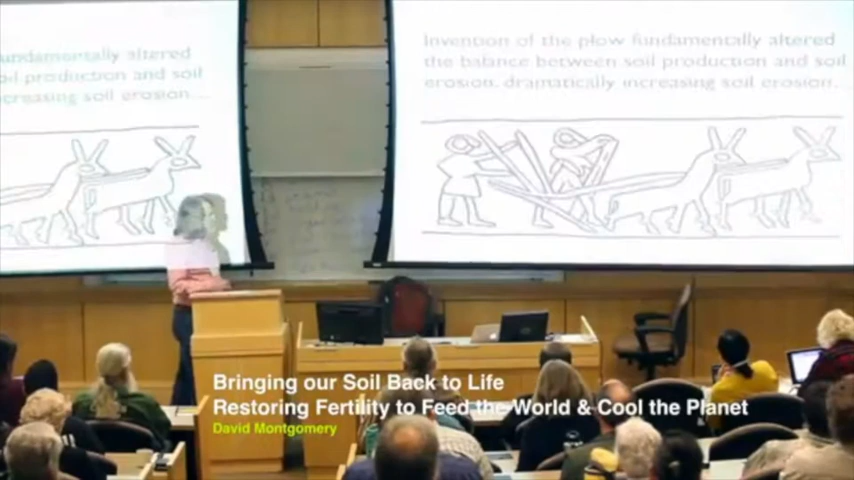 undamentally altered
oil production and soil
creasing soil erosion...
Invention of the plow fundamentally altered
the balance between soil production and soil
erosion, dramatically increasing soil erosion...
Bringing our Soil Back to Life
Restoring Fertility to Feed the World & Cool the Planet
David Montgomery